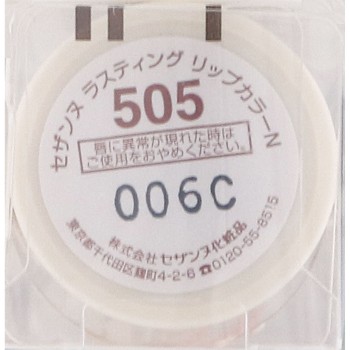 セザンヌ ラスティング リップカラーN
505
唇に異常が現れた時は
ご使用をおやめください。
006C
株式会社 セザンヌ化粧品
東京都千代田区麹町4-2-6 ☎0120-55-8515